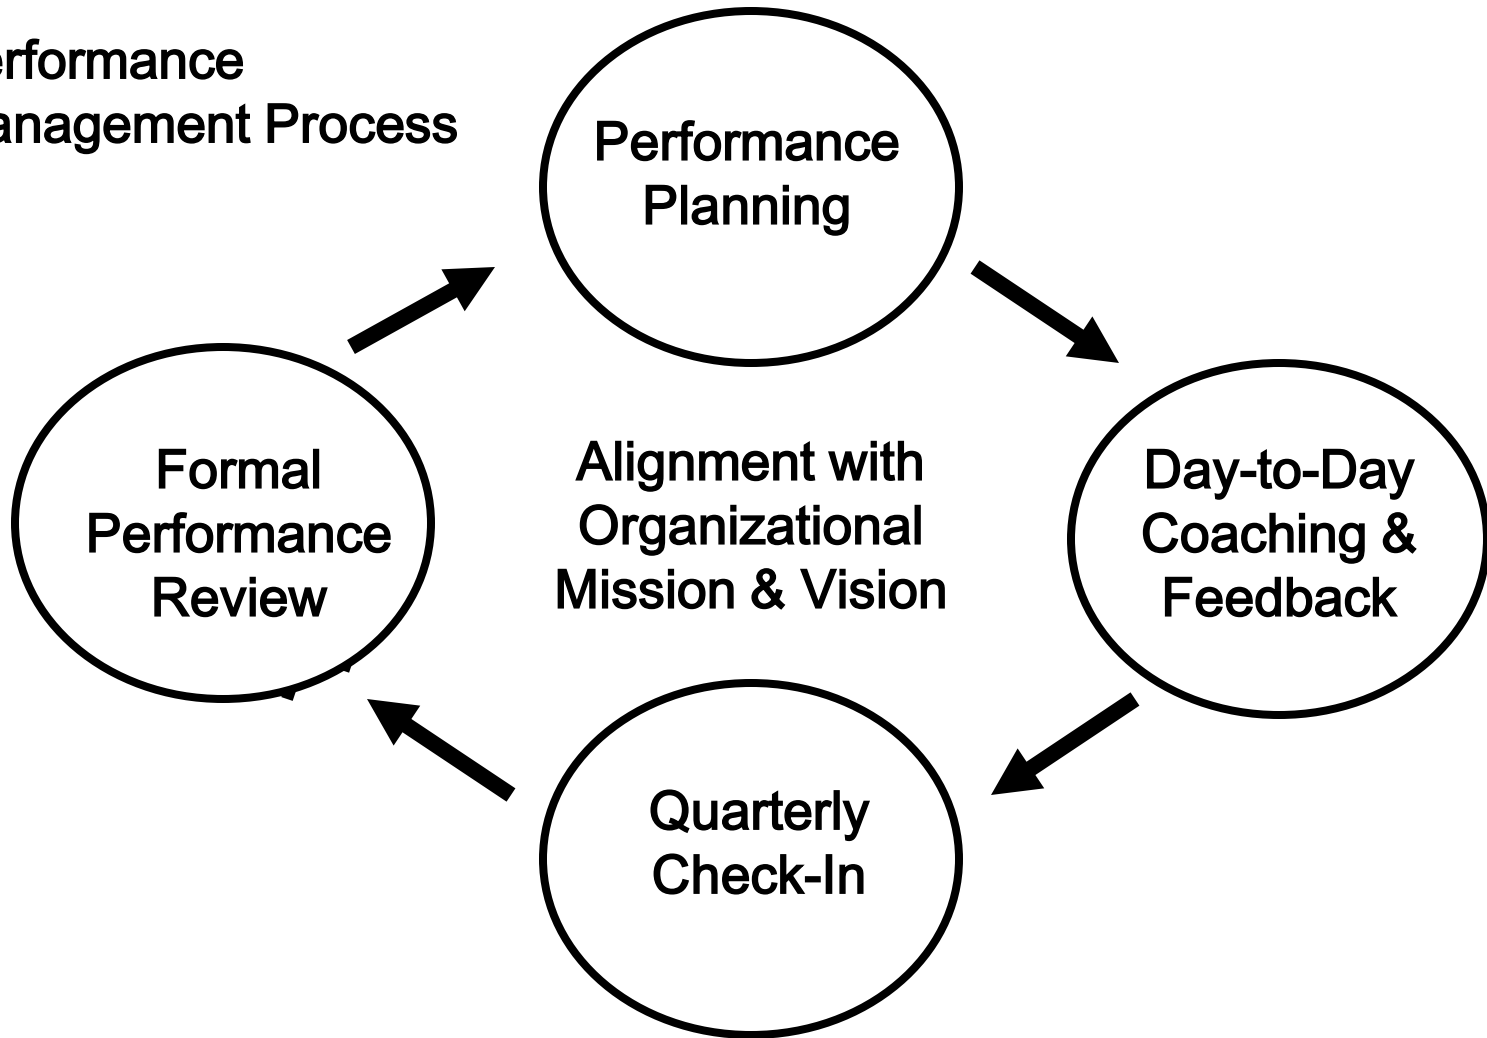 erformance
anagement Process
Performance
Planning
Formal
Performance
Review
Alignment with
Organizational
Mission & Vision
Day-to-Day
Coaching &
Feedback
Quarterly
Check-In